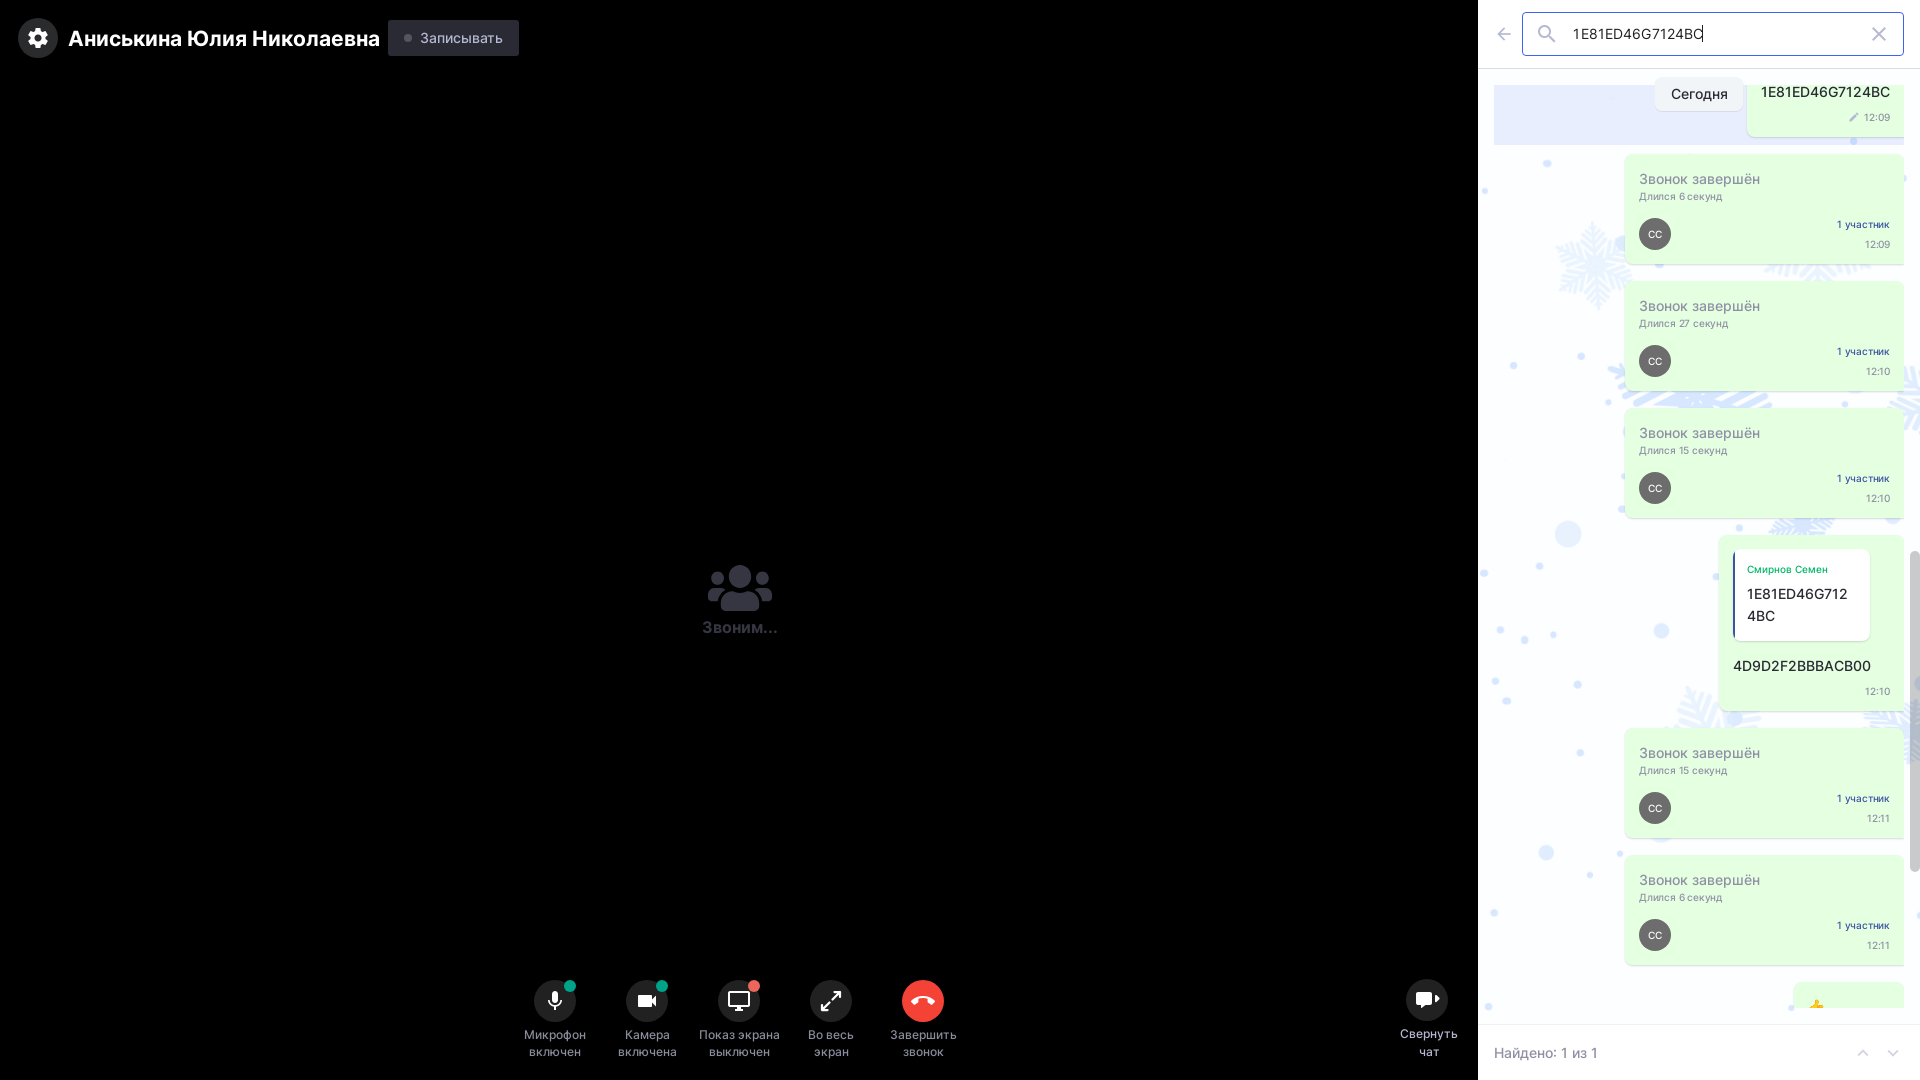 Аниськина Юлия Николаевна
Записывать
Звоним...
Микрофон
включен
Камера
включена
Показ экрана
выключен
Во весь
экран
Завершить
звонок
Свернуть
чат
1E81ED46G7124BC
Сегодня
1E81ED46G7124BC
12:09
Звонок завершён
Длился 6 секунд
СС
1 участник
12:09
Звонок завершён
Длился 27 секунд
СС
1 участник
12:10
Звонок завершён
Длился 15 секунд
СС
1 участник
12:10
Смирнов Семен
1E81ED46G712
4BC
4D9D2F2BBBACB00
12:10
Звонок завершён
Длился 15 секунд
СС
1 участник
12:11
Звонок завершён
Длился 6 секунд
СС
1 участник
12:11
Найдено: 1 из 1